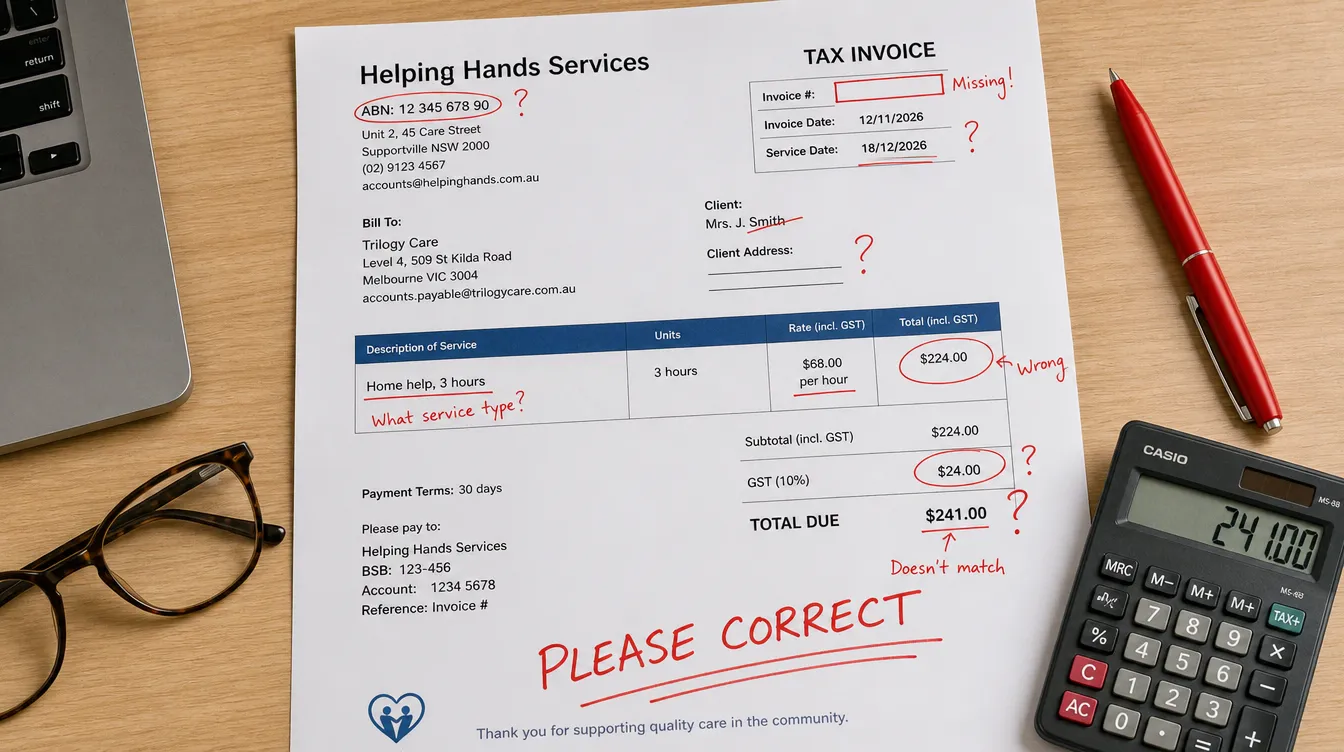 Helping Hands Services
ABN: 12 345 678 90 ?
Unit 2, 45 Care Street
Supportville NSW 2000
(02) 9123 4567
accounts@helpinghands.com.au
TAX INVOICE
Invoice #: Missing!
Invoice Date: 12/11/2026
Service Date: 18/12/2026 ?
Bill To:
Trilogy Care
Level 4, 509 St Kilda Road
Melbourne VIC 3004
accounts.payable@trilogycare.com.au
Client:
Mrs. J. Smith
Client Address: ?
Description of Service Units Rate (incl. GST) Total (incl. GST)
Home help, 3 hours 3 hours $68.00 per hour $224.00 Wrong
What service type?
Subtotal (incl. GST) $224.00
GST (10%) $24.00 ?
TOTAL DUE $241.00 ?
Doesn't match
Payment Terms: 30 days
Please pay to:
Helping Hands Services
BSB: 123-456
Account: 1234 5678
Reference: Invoice #
PLEASE CORRECT
Thank you for supporting quality care in the community.
enter
return
shift
CASIO
241.00
MRC M− M+ M+ TAX+
% 7 8 9 ×
C 4 5 6 −
AC 1 2 3
0 . = +